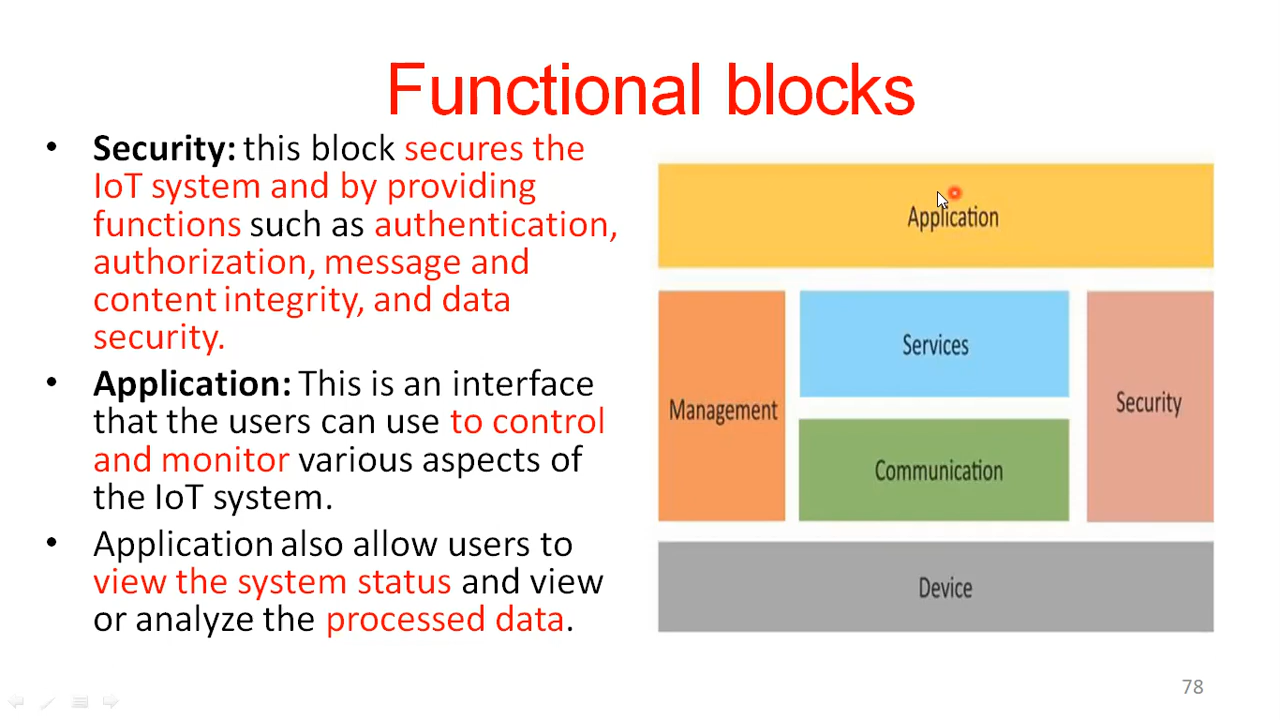 Functional blocks
• Security: this block secures the
IoT system and by providing
functions such as authentication,
authorization, message and
content integrity, and data
security.
• Application: This is an interface
that the users can use to control
and monitor various aspects of
the IoT system.
• Application also allow users to
view the system status and view
or analyze the processed data.
Application
Services
Management
Security
Communication
Device
78